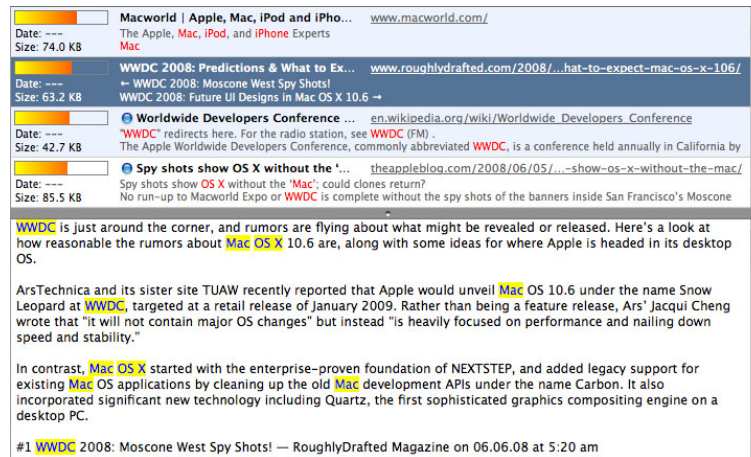 Macworld | Apple, Mac, iPod and iPho... www.macworld.com/
Date: --- The Apple, Mac, iPod, and iPhone Experts
Size: 74.0 KB Mac
WWDC 2008: Predictions & What to Ex... www.roughlydrafted.com/2008/...hat-to-expect-mac-os-x-106/
Date: --- ← WWDC 2008: Moscone West Spy Shots!
Size: 63.2 KB WWDC 2008: Future UI Designs in Mac OS X 10.6 →
Worldwide Developers Conference ... en.wikipedia.org/wiki/Worldwide_Developers_Conference
Date: --- "WWDC" redirects here. For the radio station, see WWDC (FM) .
Size: 42.7 KB The Apple Worldwide Developers Conference, commonly abbreviated WWDC, is a conference held annually in California by
Spy shots show OS X without the ‘... theappleblog.com/2008/06/05/...-show-os-x-without-the-mac/
Date: --- Spy shots show OS X without the ‘Mac’; could clones return?
Size: 85.5 KB No run-up to Macworld Expo or WWDC is complete without the spy shots of the banners inside San Francisco’s Moscone
WWDC is just around the corner, and rumors are flying about what might be revealed or released. Here’s a look at
how reasonable the rumors about Mac OS X 10.6 are, along with some ideas for where Apple is headed in its desktop
OS.
ArsTechnica and its sister site TUAW recently reported that Apple would unveil Mac OS 10.6 under the name Snow
Leopard at WWDC, targeted at a retail release of January 2009. Rather than being a feature release, Ars’ Jacqui Cheng
wrote that “it will not contain major OS changes” but instead “is heavily focused on performance and nailing down
speed and stability.”
In contrast, Mac OS X started with the enterprise-proven foundation of NEXTSTEP, and added legacy support for
existing Mac OS applications by cleaning up the old Mac development APIs under the name Carbon. It also
incorporated significant new technology including Quartz, the first sophisticated graphics compositing engine on a
desktop PC.
#1 WWDC 2008: Moscone West Spy Shots! — RoughlyDrafted Magazine on 06.06.08 at 5:20 am